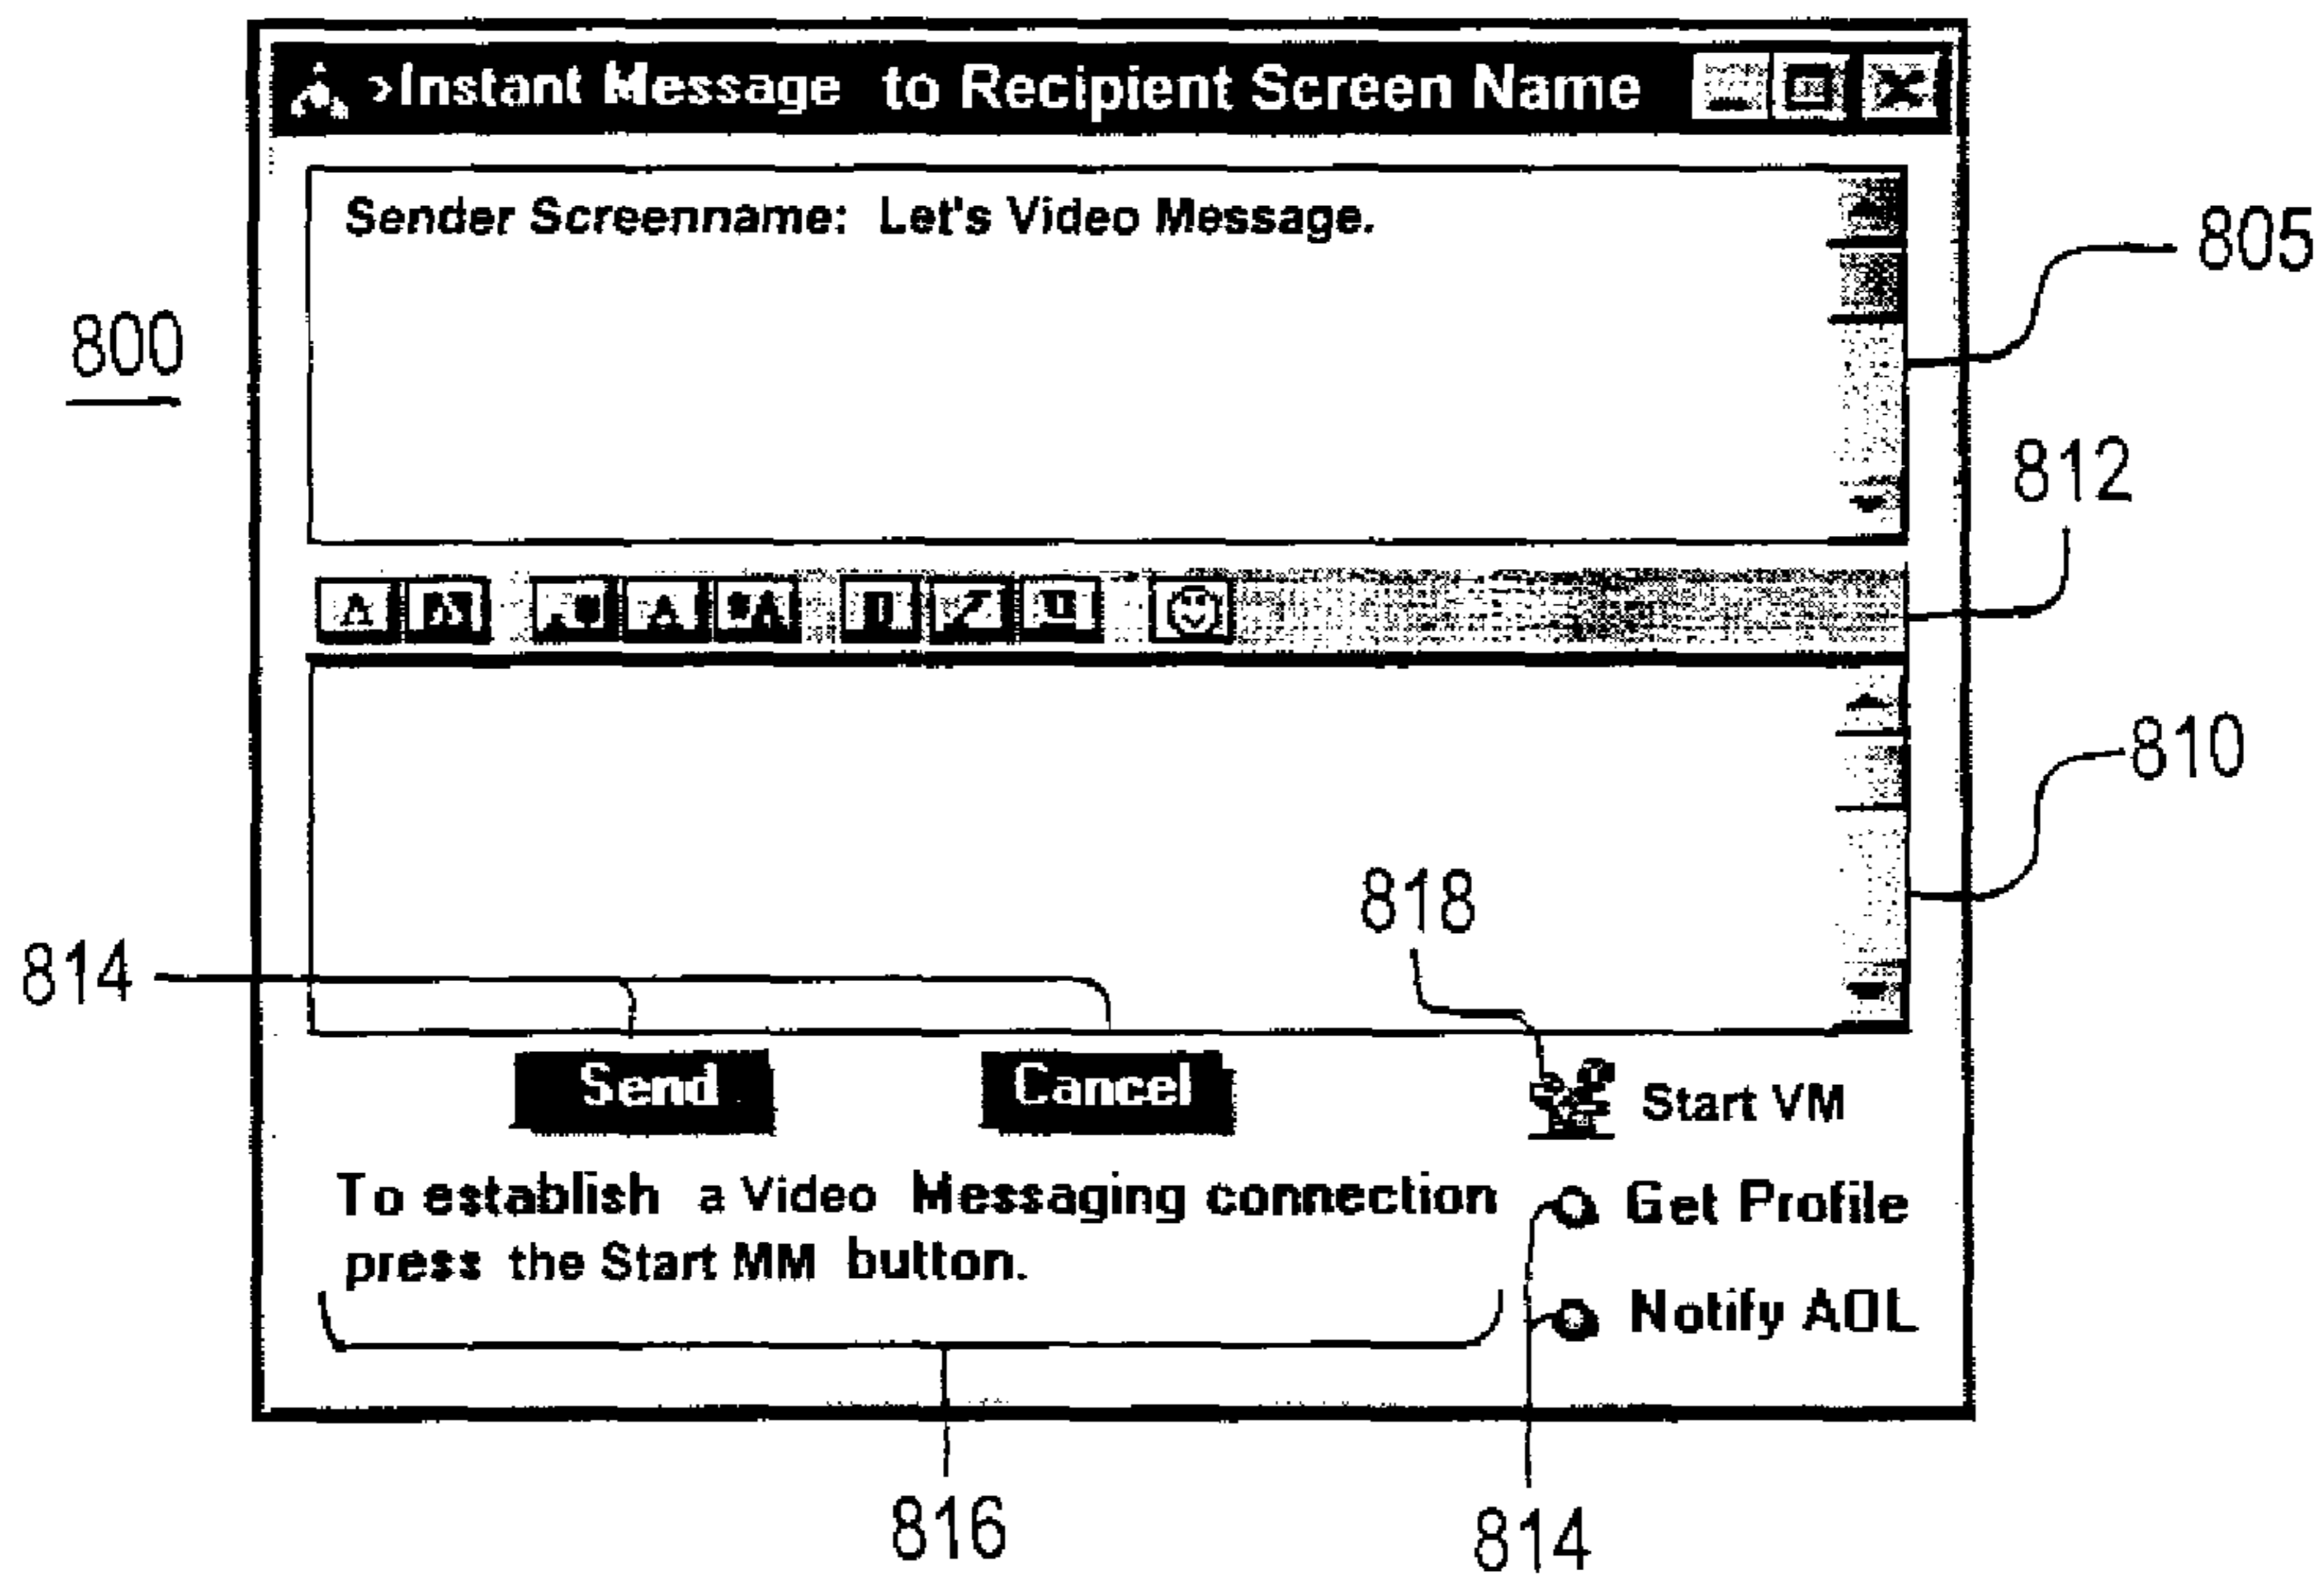 >Instant Message to Recipient Screen Name
Sender Screenname: Let's Video Message.
805
800
812
810
818
814
Send Cancel Start VM
To establish a Video Messaging connection
press the Start MM button.
Get Profile
Notify AOL
816
814